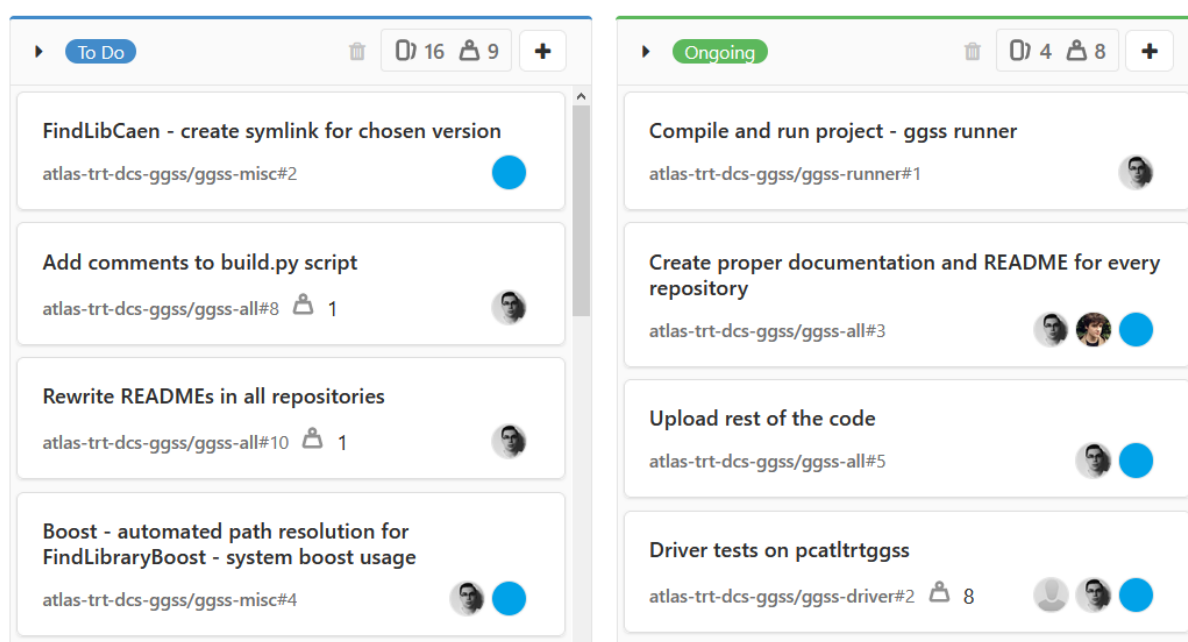 To Do
16 9
FindLibCaen - create symlink for chosen version
atlas-trt-dcs-ggss/ggss-misc#2
Add comments to build.py script
atlas-trt-dcs-ggss/ggss-all#8 1
Rewrite READMEs in all repositories
atlas-trt-dcs-ggss/ggss-all#10 1
Boost - automated path resolution for
FindLibraryBoost - system boost usage
atlas-trt-dcs-ggss/ggss-misc#4
Ongoing
4 8
Compile and run project - ggss runner
atlas-trt-dcs-ggss/ggss-runner#1
Create proper documentation and README for every
repository
atlas-trt-dcs-ggss/ggss-all#3
Upload rest of the code
atlas-trt-dcs-ggss/ggss-all#5
Driver tests on pcatltrtggss
atlas-trt-dcs-ggss/ggss-driver#2 8